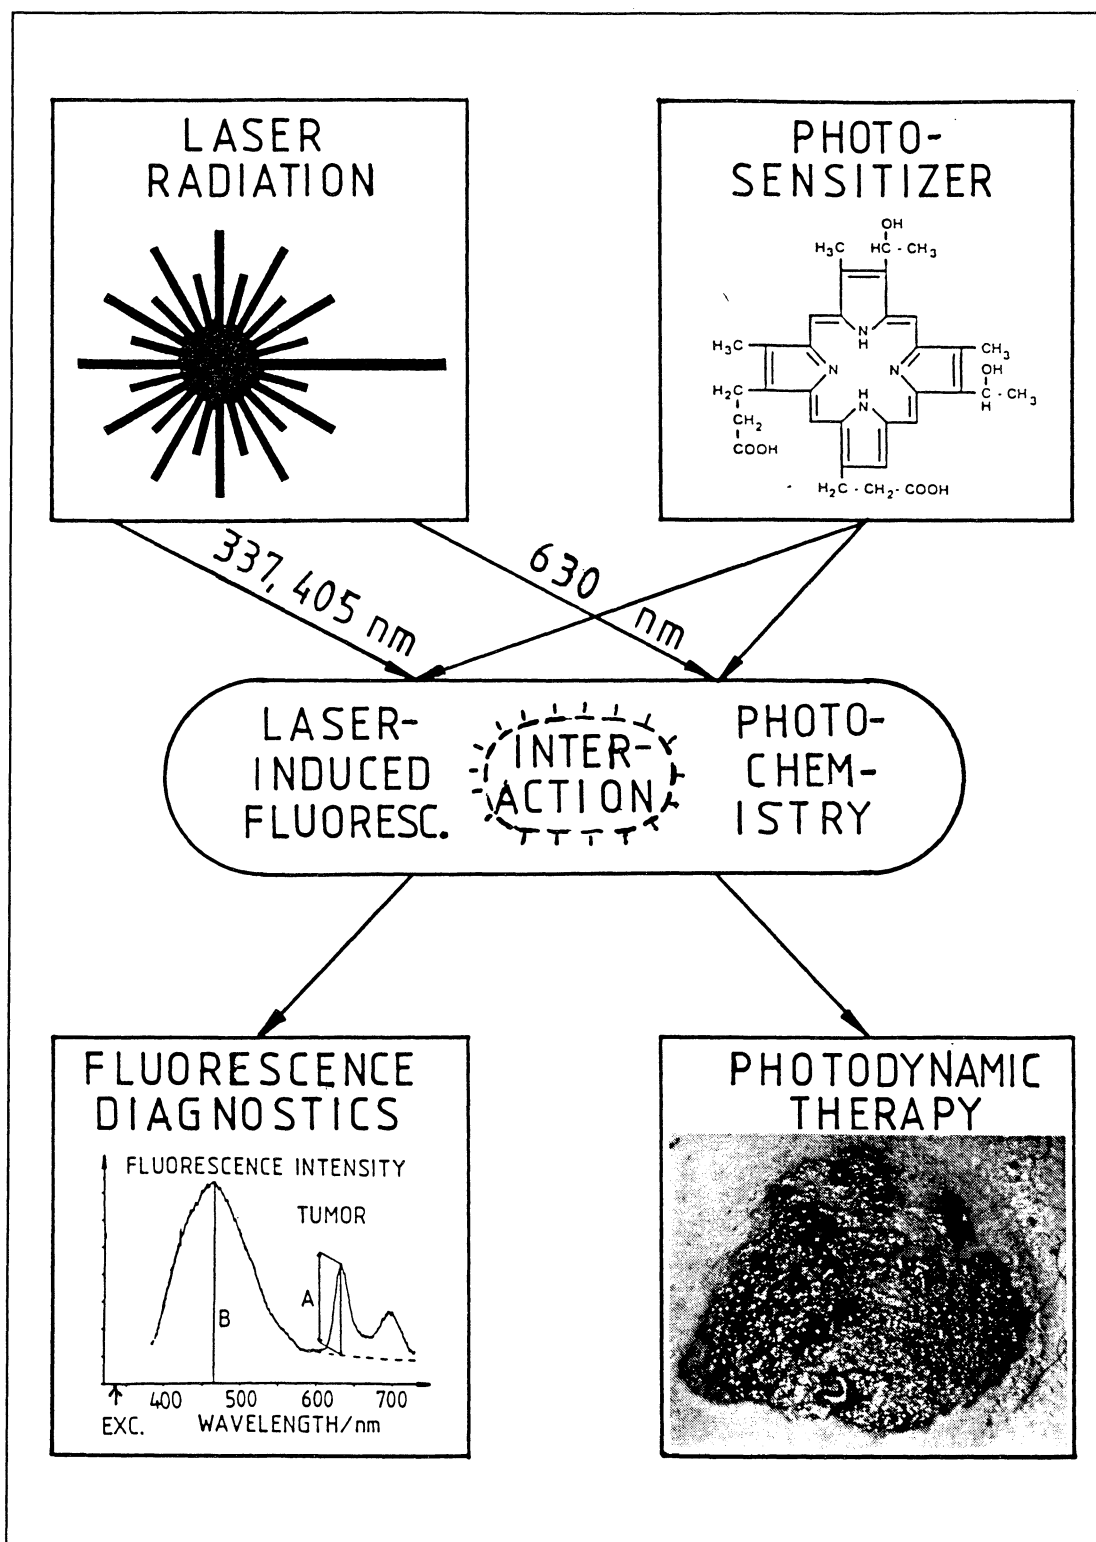 LASER
RADIATION
PHOTO-
SENSITIZER
OH
H₃C HC - CH₃
N
H
H₃C
CH₃
N
N
OH
H₂C
C - CH₃
H
H
N
CH₂
COOH
H₂C - CH₂ - COOH
337, 405 nm
630 nm
LASER-
INDUCED
FLUORESC.
INTER-
ACTION
PHOTO-
CHEM-
ISTRY
FLUORESCENCE
DIAGNOSTICS
FLUORESCENCE INTENSITY
TUMOR
A
B
400 500 600 700
EXC.
WAVELENGTH/nm
PHOTODYNAMIC
THERAPY